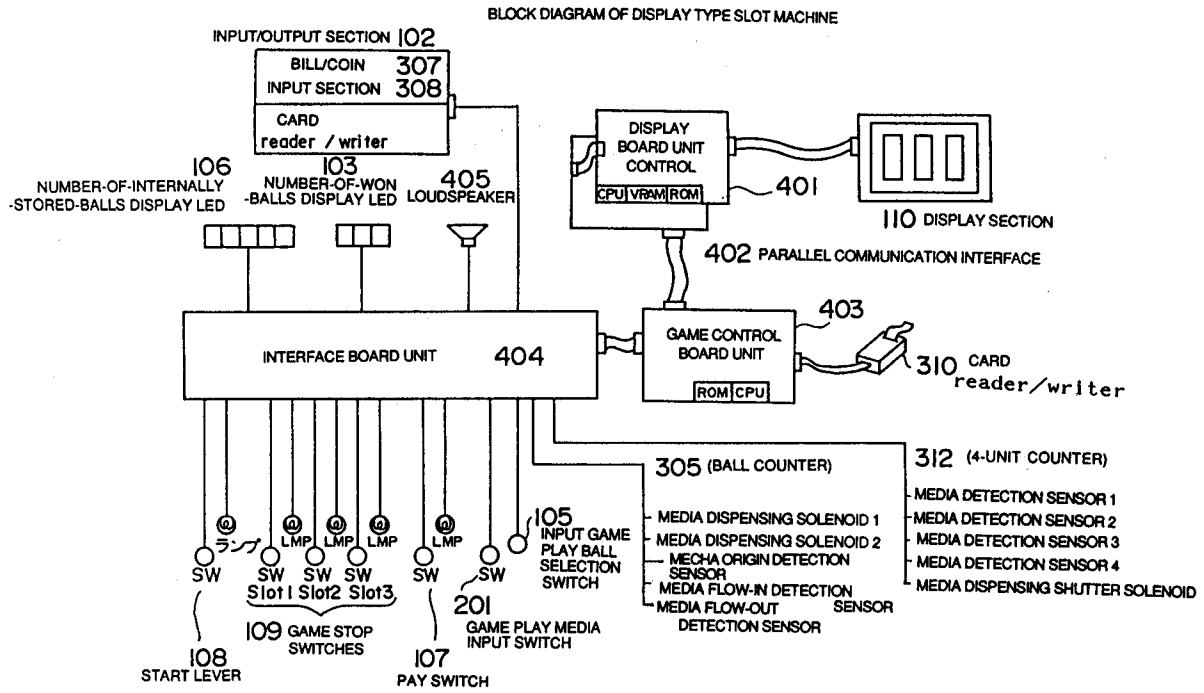 BLOCK DIAGRAM OF DISPLAY TYPE SLOT MACHINE
INPUT/OUTPUT SECTION 102
BILL/COIN 307
INPUT SECTION 308
CARD
reader / writer
106
NUMBER-OF-INTERNALLY
-STORED-BALLS DISPLAY LED
103
NUMBER-OF-WON
-BALLS DISPLAY LED
405
LOUDSPEAKER
DISPLAY
BOARD UNIT
CONTROL
CPU VRAM ROM
401
110 DISPLAY SECTION
402 PARALLEL COMMUNICATION INTERFACE
INTERFACE BOARD UNIT 404
GAME CONTROL
BOARD UNIT
ROM CPU
403
310 CARD
reader/writer
305 (BALL COUNTER)
MEDIA DISPENSING SOLENOID 1
MEDIA DISPENSING SOLENOID 2
MECHA ORIGIN DETECTION
SENSOR
MEDIA FLOW-IN DETECTION
SENSOR
MEDIA FLOW-OUT
DETECTION SENSOR
312 (4-UNIT COUNTER)
MEDIA DETECTION SENSOR 1
MEDIA DETECTION SENSOR 2
MEDIA DETECTION SENSOR 3
MEDIA DETECTION SENSOR 4
MEDIA DISPENSING SHUTTER SOLENOID
ランプ
LMP LMP LMP
LMP
SW
SW SW SW
SW
SW
Slot1 Slot2 Slot3
105
INPUT GAME
PLAY BALL
SELECTION
SWITCH
201
GAME PLAY MEDIA
INPUT SWITCH
109 GAME STOP
SWITCHES
108
START LEVER
107
PAY SWITCH